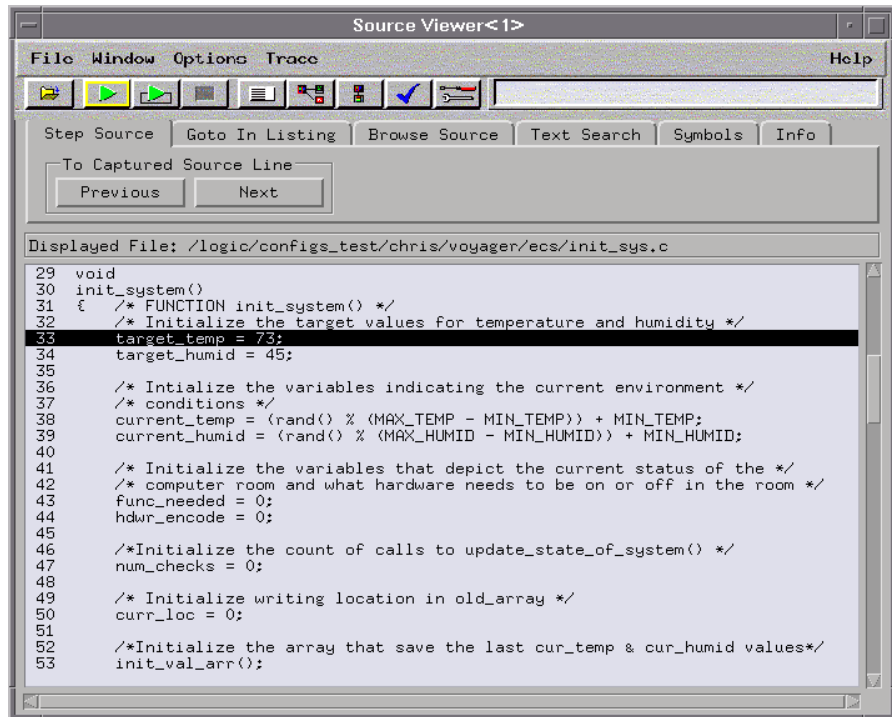 Source Viewer<1>
File Window Options Trace Help
Step Source Goto In Listing Browse Source Text Search Symbols Info
To Captured Source Line
Previous Next
Displayed File: /logic/configs_test/chris/voyager/ecs/init_sys.c
29 void
30 init_system()
31 { /* FUNCTION init_system() */
32 /* Initialize the target values for temperature and humidity */
33 target_temp = 73;
34 target_humid = 45;
35
36 /* Intialize the variables indicating the current environment */
37 /* conditions */
38 current_temp = (rand() % (MAX_TEMP - MIN_TEMP)) + MIN_TEMP;
39 current_humid = (rand() % (MAX_HUMID - MIN_HUMID)) + MIN_HUMID;
40
41 /* Initialize the variables that depict the current status of the */
42 /* computer room and what hardware needs to be on or off in the room */
43 func_needed = 0;
44 hdwr_encode = 0;
45
46 /*Initialize the count of calls to update_state_of_system() */
47 num_checks = 0;
48
49 /* Initialize writing location in old_array */
50 curr_loc = 0;
51
52 /*Initialize the array that save the last cur_temp & cur_humid values*/
53 init_val_arr();